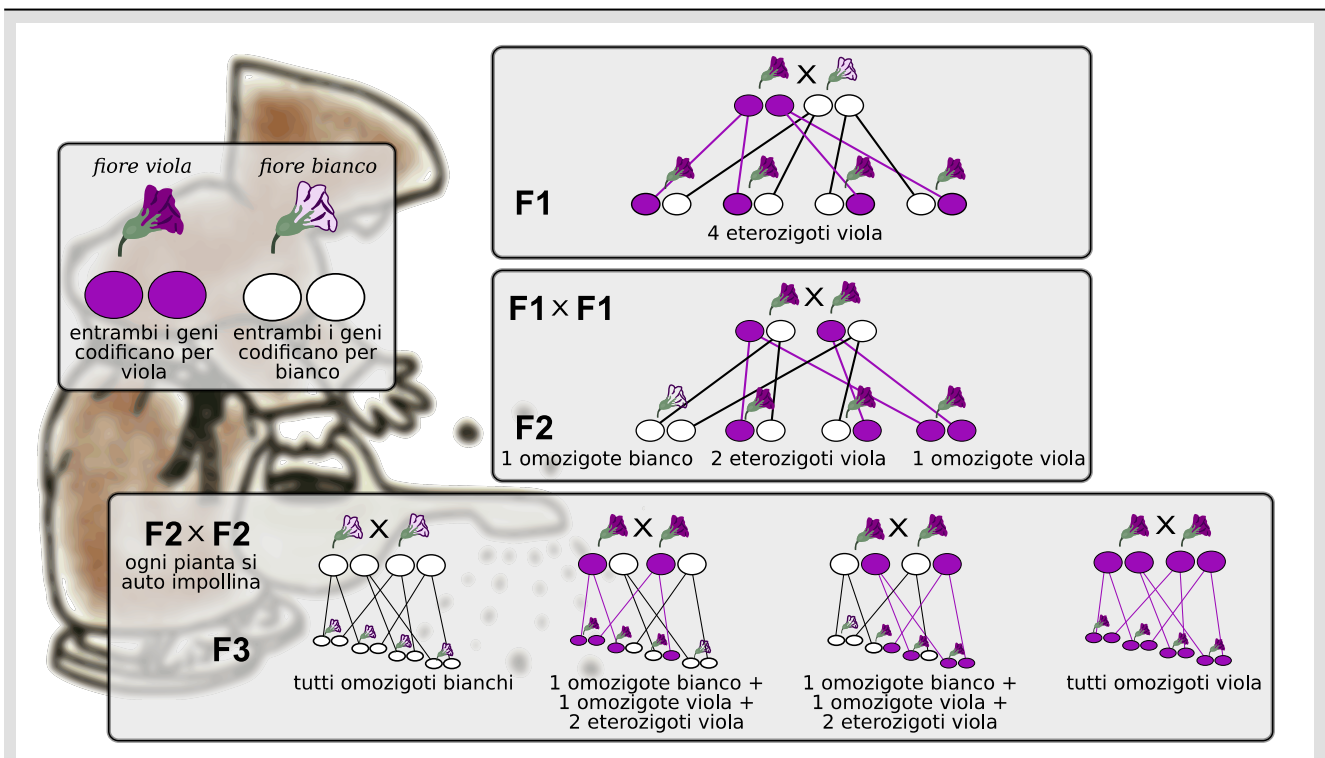 fiore viola
fiore bianco
entrambi i geni
codificano per
viola
entrambi i geni
codificano per
bianco
X
F1
4 eterozigoti viola
F1 × F1
X
F2
1 omozigote bianco
2 eterozigoti viola
1 omozigote viola
F2 × F2
ogni pianta si
auto impollina
F3
X
tutti omozigoti bianchi
X
1 omozigote bianco +
1 omozigote viola +
2 eterozigoti viola
X
1 omozigote bianco +
1 omozigote viola +
2 eterozigoti viola
X
tutti omozigoti viola